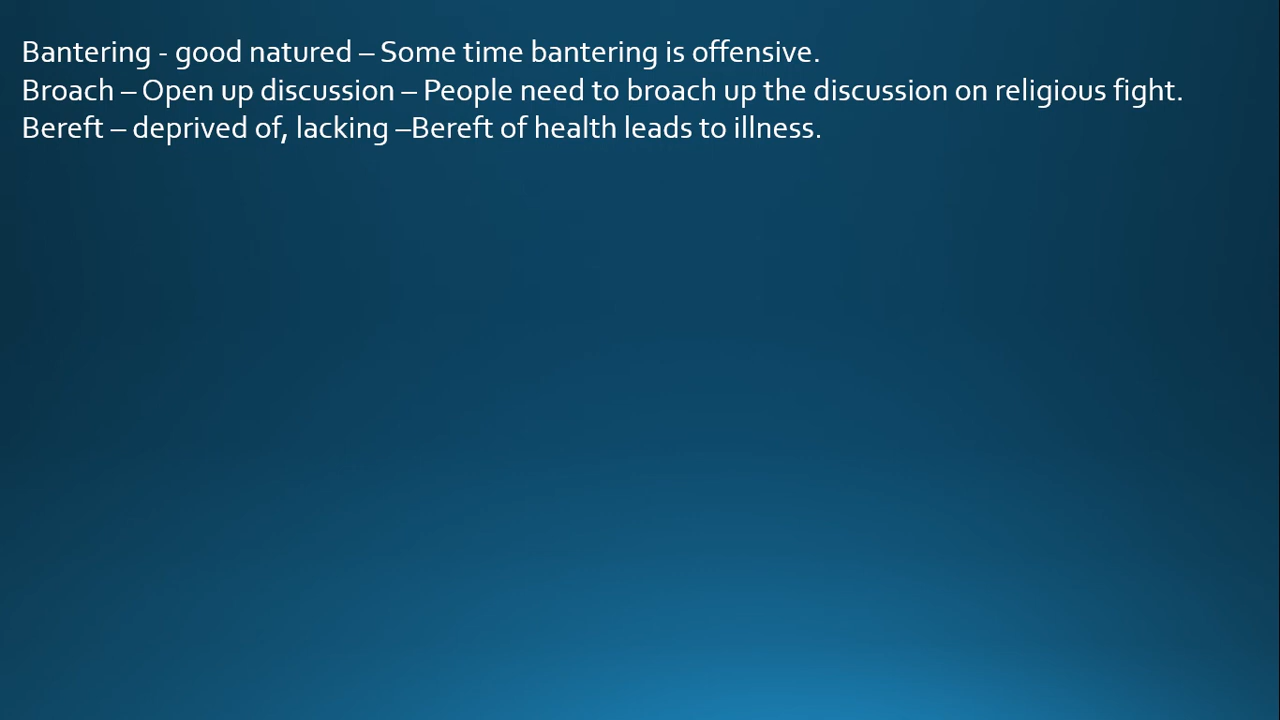 Bantering - good natured – Some time bantering is offensive.
Broach – Open up discussion – People need to broach up the discussion on religious fight.
Bereft – deprived of, lacking –Bereft of health leads to illness.